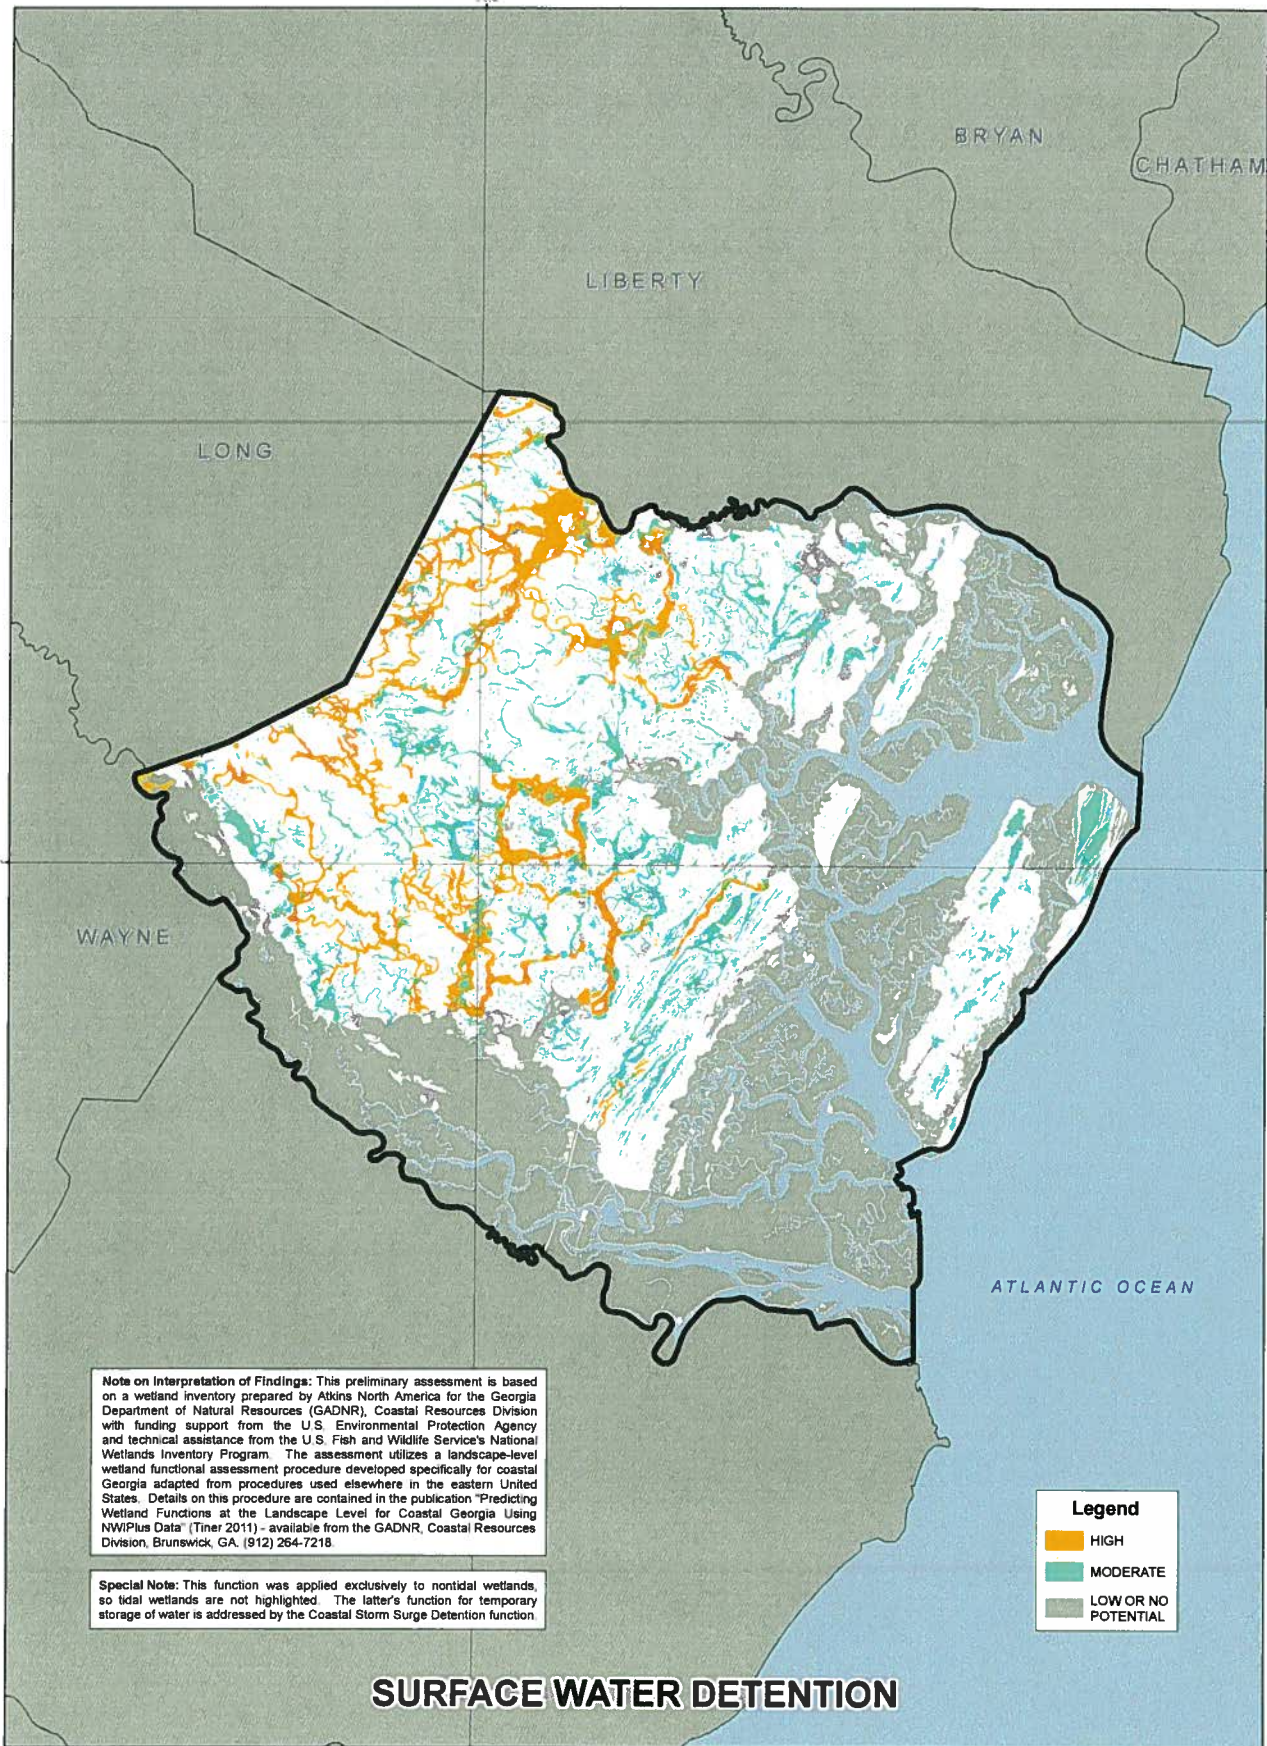 BRYAN
CHATHAM
LIBERTY
LONG
WAYNE
ATLANTIC OCEAN
Note on Interpretation of Findings: This preliminary assessment is based
on a wetland inventory prepared by Atkins North America for the Georgia
Department of Natural Resources (GADNR), Coastal Resources Division
with funding support from the U.S. Environmental Protection Agency
and technical assistance from the U.S. Fish and Wildlife Service's National
Wetlands Inventory Program. The assessment utilizes a landscape-level
wetland functional assessment procedure developed specifically for coastal
Georgia adapted from procedures used elsewhere in the eastern United
States. Details on this procedure are contained in the publication "Predicting
Wetland Functions at the Landscape Level for Coastal Georgia Using
NWIPlus Data" (Tiner 2011) - available from the GADNR, Coastal Resources
Division, Brunswick, GA. (912) 264-7218.
Special Note: This function was applied exclusively to nontidal wetlands,
so tidal wetlands are not highlighted. The latter's function for temporary
storage of water is addressed by the Coastal Storm Surge Detention function.
Legend
HIGH
MODERATE
LOW OR NO
POTENTIAL
SURFACE WATER DETENTION